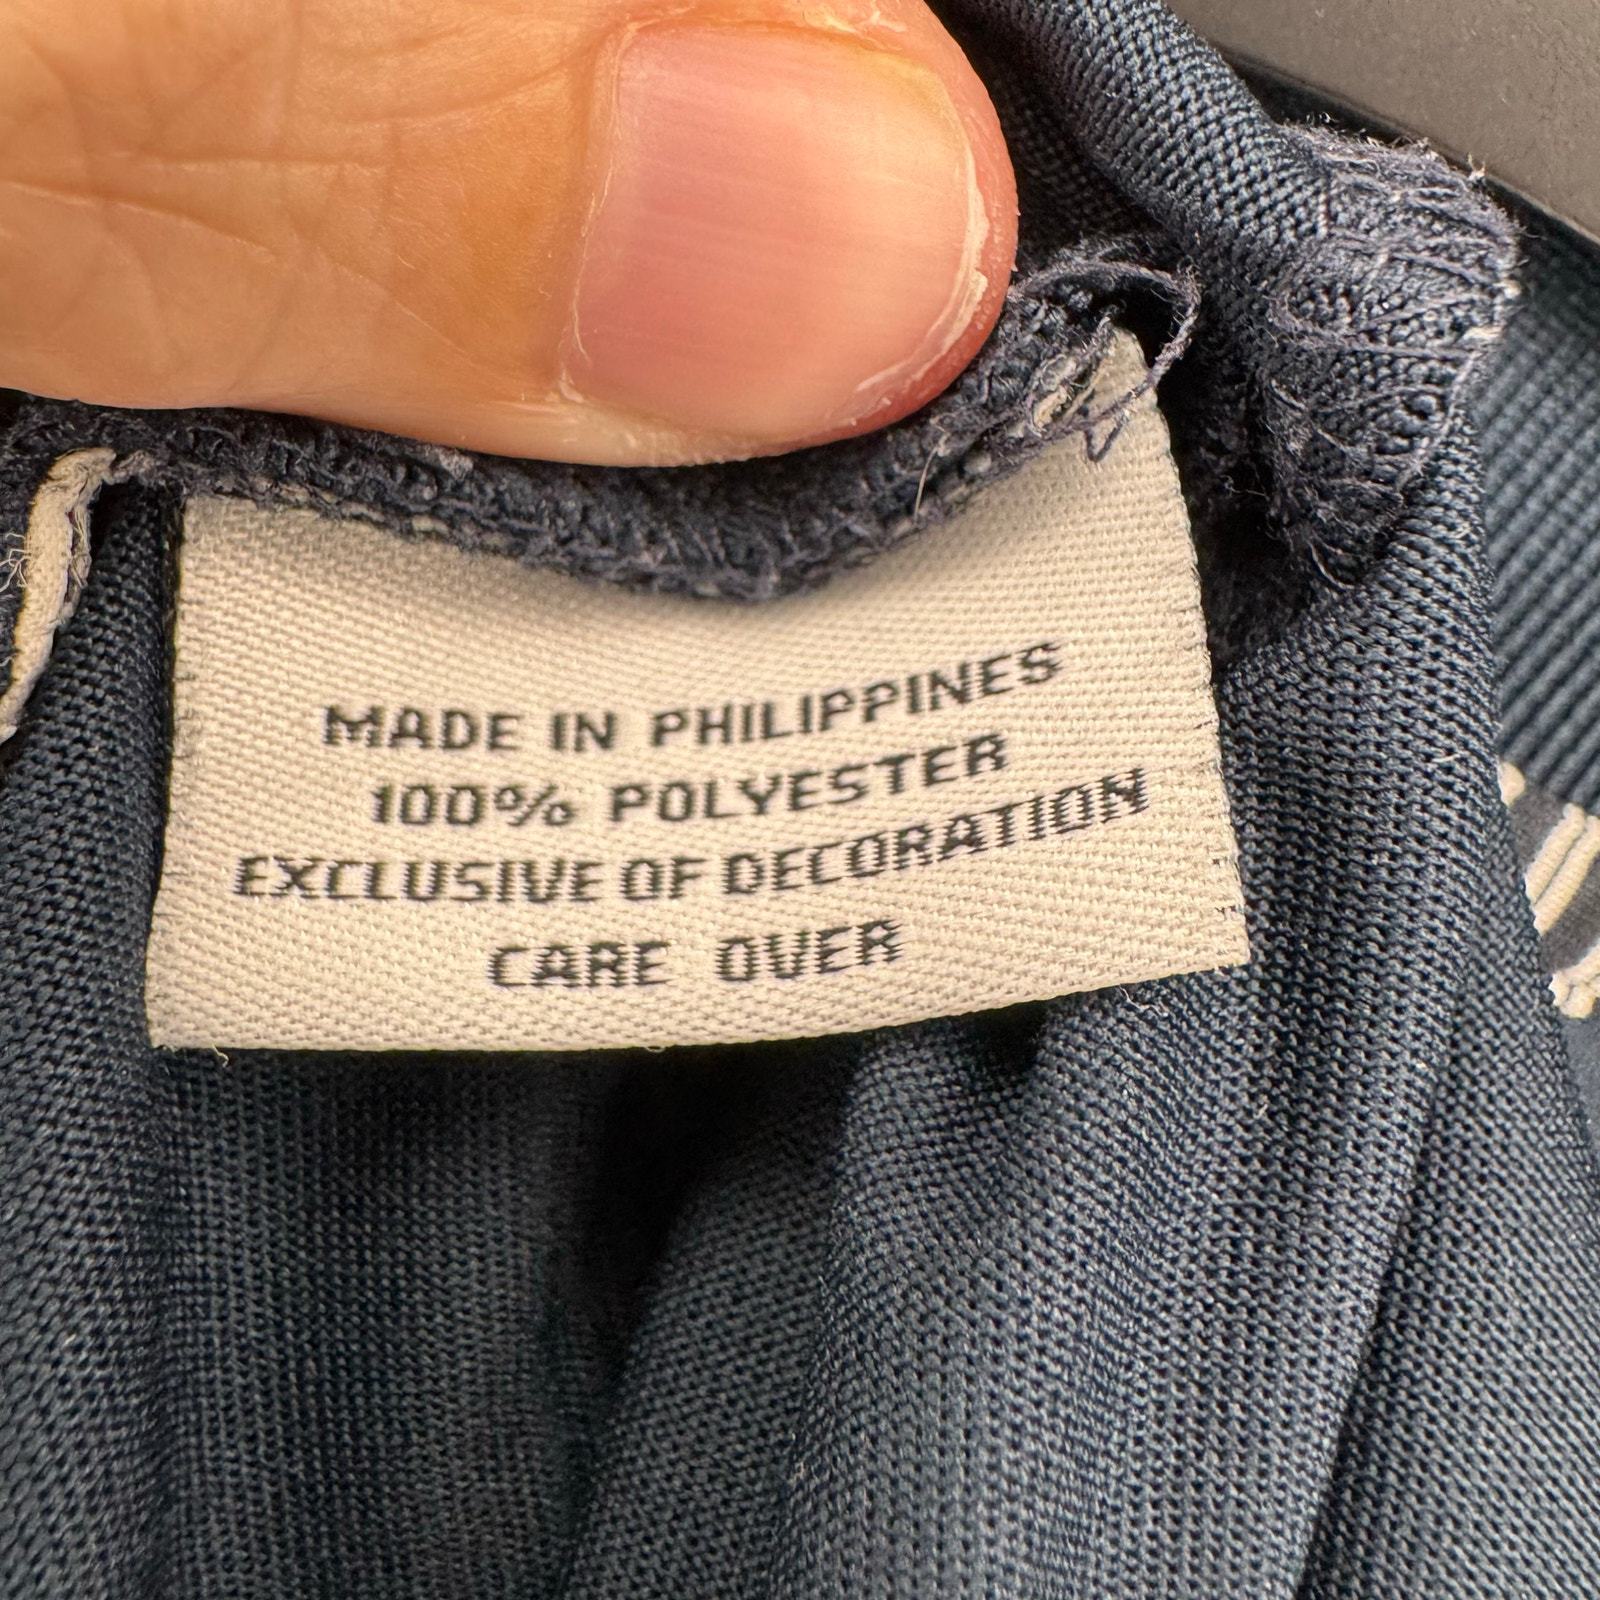 MADE IN PHILIPPINES
100% POLYESTER
EXCLUSIVE OF DECORATION
CARE OVER